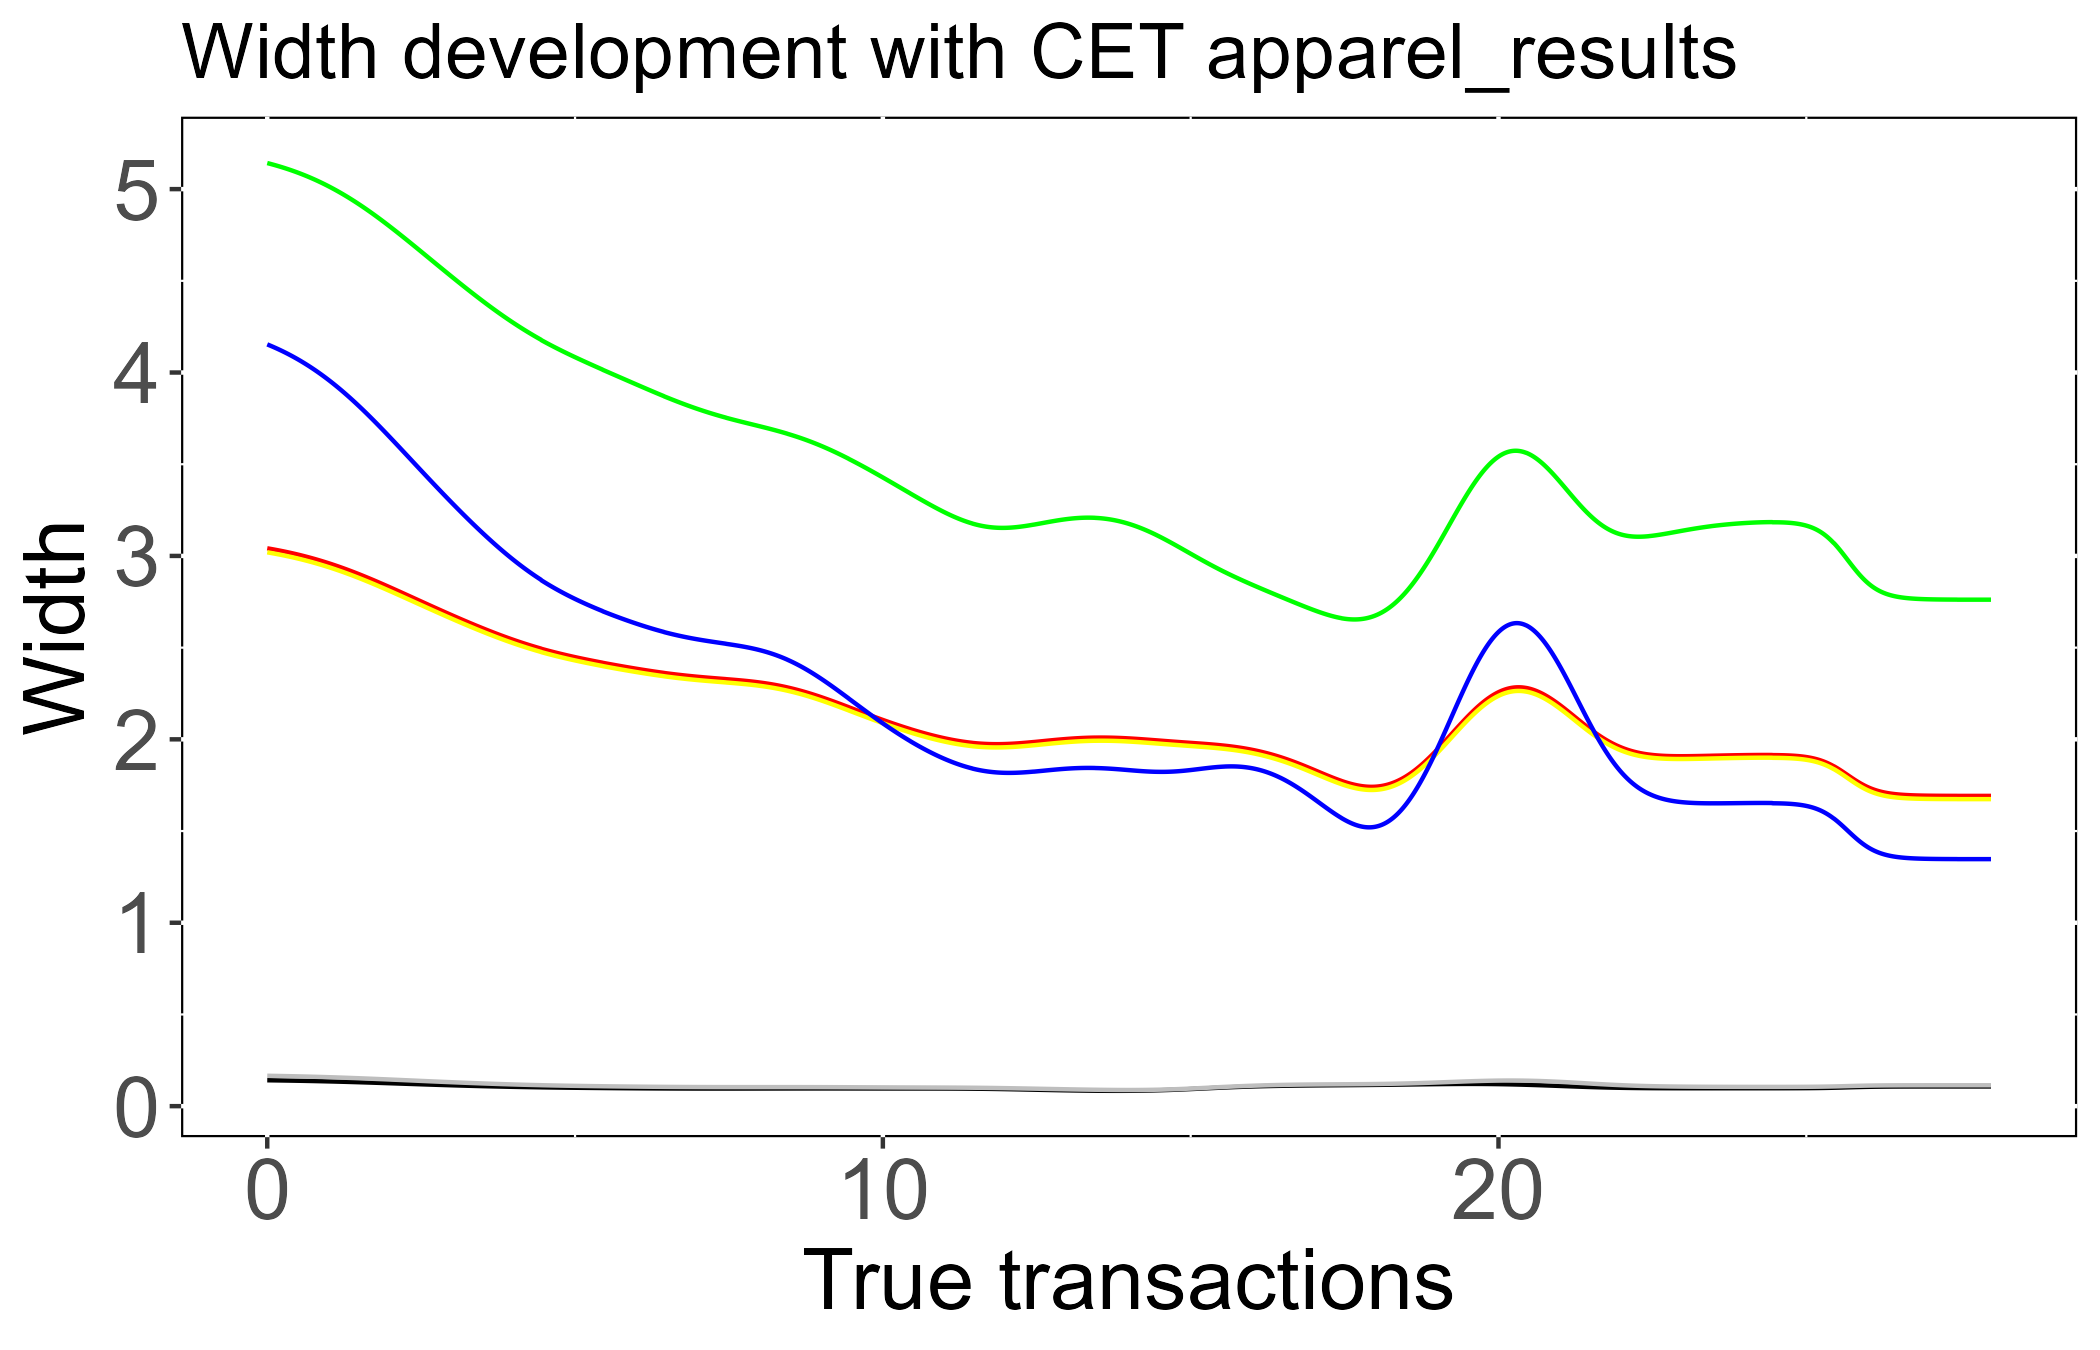 Width development with CET apparel_results
Width
5
4
3
2
1
0
0 10 20
True transactions